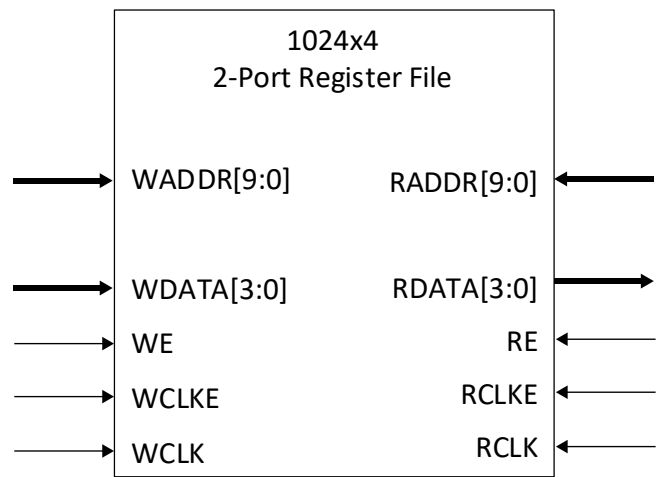 1024x4
2-Port Register File
WADDR[9:0]
RADDR[9:0]
WDATA[3:0]
RDATA[3:0]
WE
RE
WCLKE
RCLKE
WCLK
RCLK